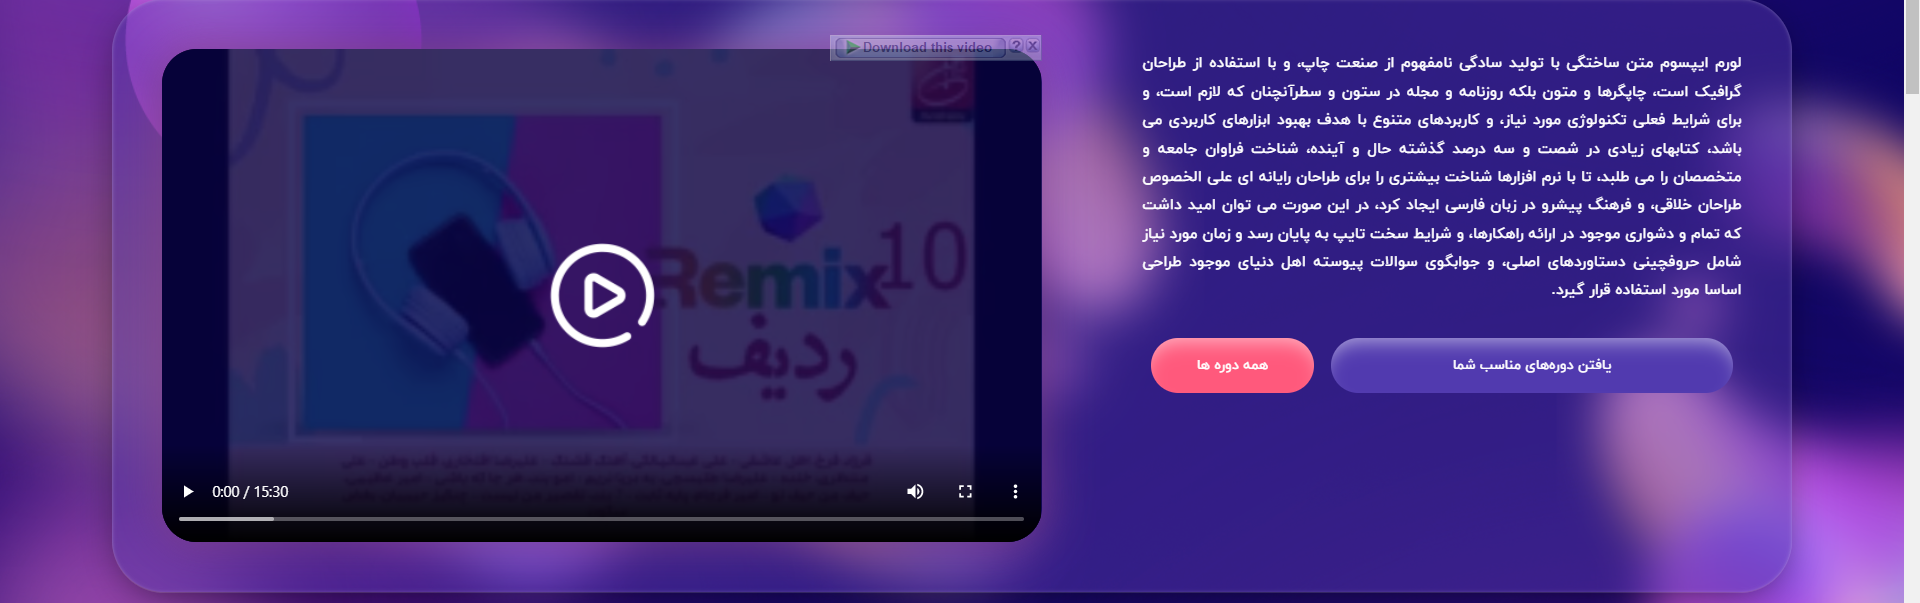 Download this video ? X
لورم ایپسوم متن ساختگی با تولید سادگی نامفهوم از صنعت چاپ، و با استفاده از طراحان
گرافیک است، چاپگرها و متون بلکه روزنامه و مجله در ستون و سطرآنچنان که لازم است، و
برای شرایط فعلی تکنولوژی مورد نیاز، و کاربردهای متنوع با هدف بهبود ابزارهای کاربردی می
باشد، کتابهای زیادی در شصت و سه درصد گذشته حال و آینده، شناخت فراوان جامعه و
متخصصان را می طلبد، تا با نرم افزارها شناخت بیشتری را برای طراحان رایانه ای علی الخصوص
طراحان خلاقی، و فرهنگ پیشرو در زبان فارسی ایجاد کرد، در این صورت می توان امید داشت
که تمام و دشواری موجود در ارائه راهکارها، و شرایط سخت تایپ به پایان رسد و زمان مورد نیاز
شامل حروفچینی دستاوردهای اصلی، و جوابگوی سوالات پیوسته اهل دنیای موجود طراحی
اساسا مورد استفاده قرار گیرد.
یافتن دوره‌های مناسب شما
همه دوره ها
Remix 10
ردیف
0:00 / 15:30